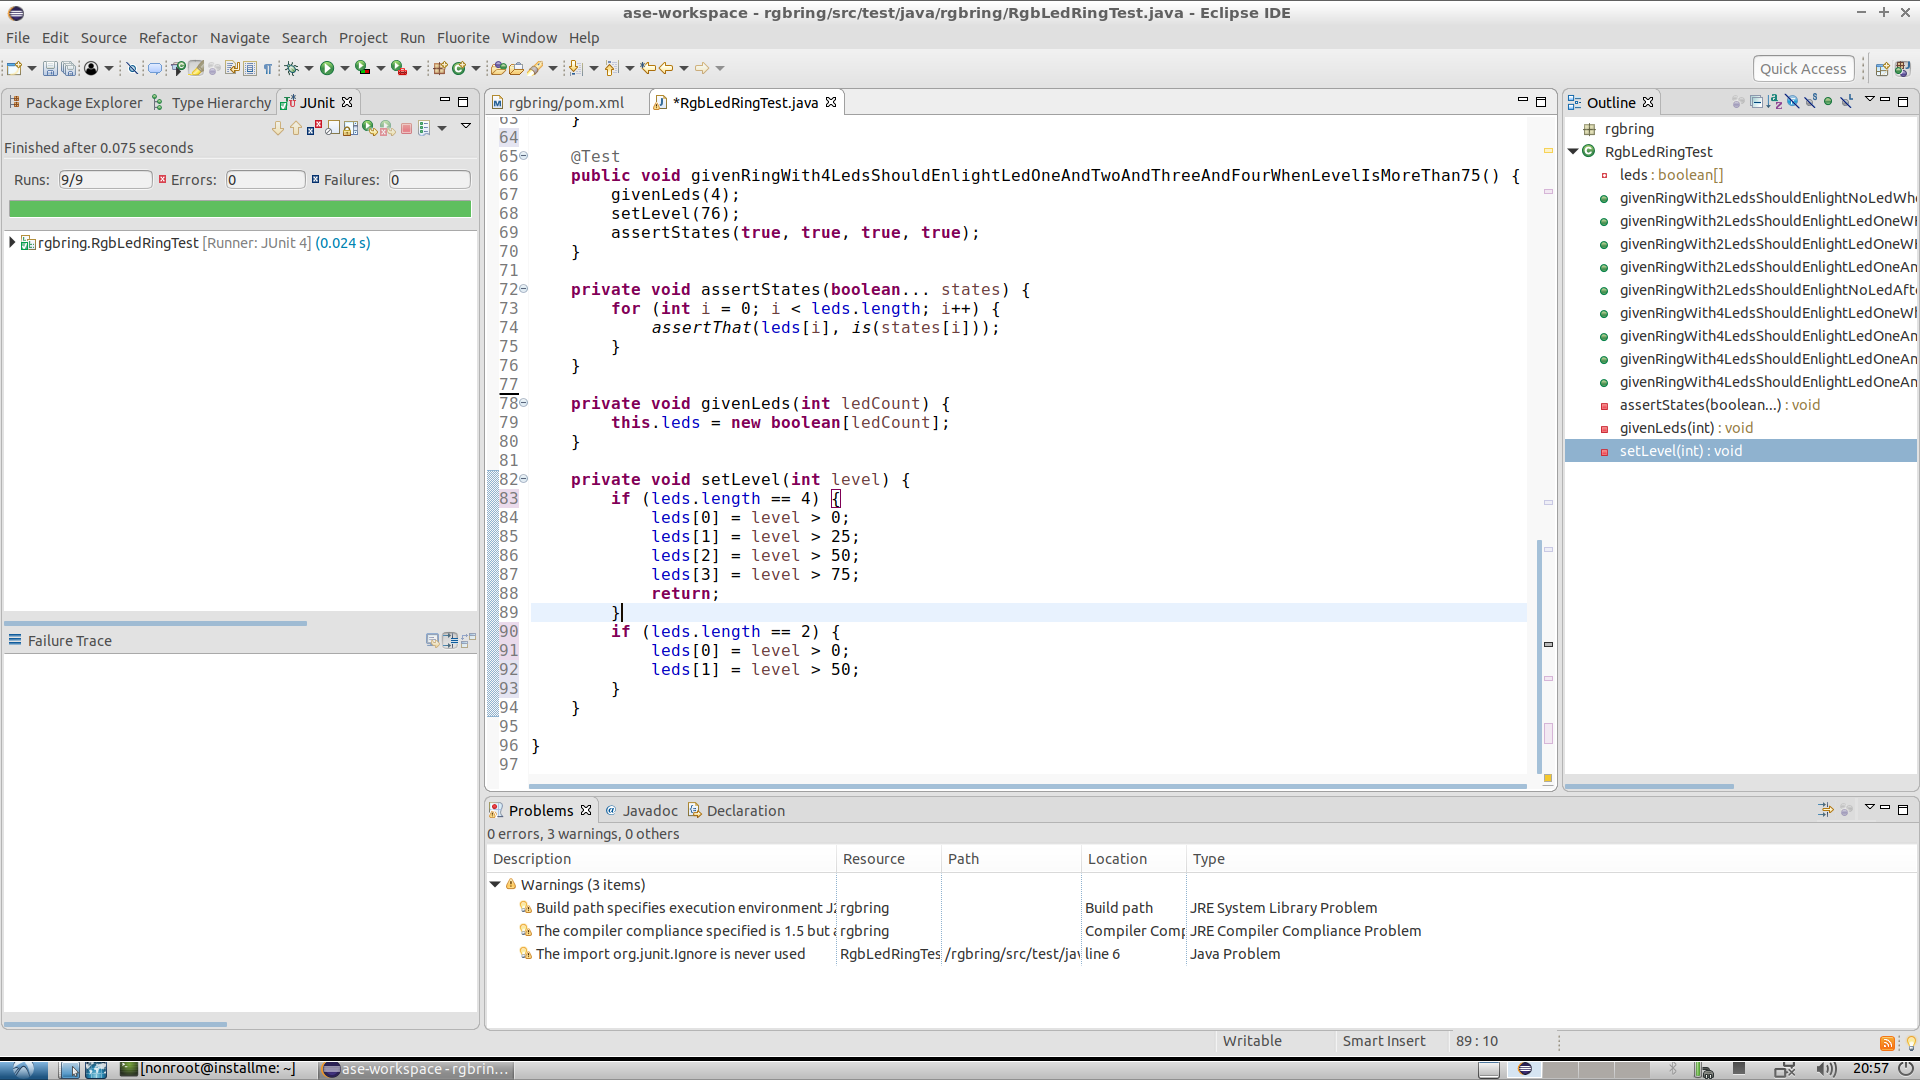 ase-workspace - rgbring/src/test/java/rgbring/RgbLedRingTest.java - Eclipse IDE
File Edit Source Refactor Navigate Search Project Run Fluorite Window Help
Quick Access
Package Explorer Type Hierarchy JUnit
Finished after 0.075 seconds
Runs: 9/9 Errors: 0 Failures: 0
rgbring.RgbLedRingTest [Runner: JUnit 4] (0.024 s)
Failure Trace
rgbring/pom.xml *RgbLedRingTest.java
63 }
64
65 @Test
66 public void givenRingWith4LedsShouldEnlightLedOneAndTwoAndThreeAndFourWhenLevelIsMoreThan75() {
67 givenLeds(4);
68 setLevel(76);
69 assertStates(true, true, true, true);
70 }
71
72 private void assertStates(boolean... states) {
73 for (int i = 0; i < leds.length; i++) {
74 assertThat(leds[i], is(states[i]));
75 }
76 }
77
78 private void givenLeds(int ledCount) {
79 this.leds = new boolean[ledCount];
80 }
81
82 private void setLevel(int level) {
83 if (leds.length == 4) {
84 leds[0] = level > 0;
85 leds[1] = level > 25;
86 leds[2] = level > 50;
87 leds[3] = level > 75;
88 return;
89 }
90 if (leds.length == 2) {
91 leds[0] = level > 0;
92 leds[1] = level > 50;
93 }
94 }
95
96 }
97
Outline
rgbring
RgbLedRingTest
leds : boolean[]
givenRingWith2LedsShouldEnlightNoLedWhe
givenRingWith2LedsShouldEnlightLedOneWh
givenRingWith2LedsShouldEnlightLedOneWh
givenRingWith2LedsShouldEnlightLedOneAn
givenRingWith2LedsShouldEnlightNoLedAfte
givenRingWith4LedsShouldEnlightLedOneWh
givenRingWith4LedsShouldEnlightLedOneAn
givenRingWith4LedsShouldEnlightLedOneAn
givenRingWith4LedsShouldEnlightLedOneAn
assertStates(boolean...) : void
givenLeds(int) : void
setLevel(int) : void
Problems Javadoc Declaration
0 errors, 3 warnings, 0 others
Description Resource Path Location Type
Warnings (3 items)
Build path specifies execution environment J2 rgbring Build path JRE System Library Problem
The compiler compliance specified is 1.5 but a rgbring Compiler Comp JRE Compiler Compliance Problem
The import org.junit.Ignore is never used RgbLedRingTes /rgbring/src/test/jav line 6 Java Problem
Writable Smart Insert 89 : 10
[nonroot@installme: ~] ase-workspace - rgbrin... 20:57